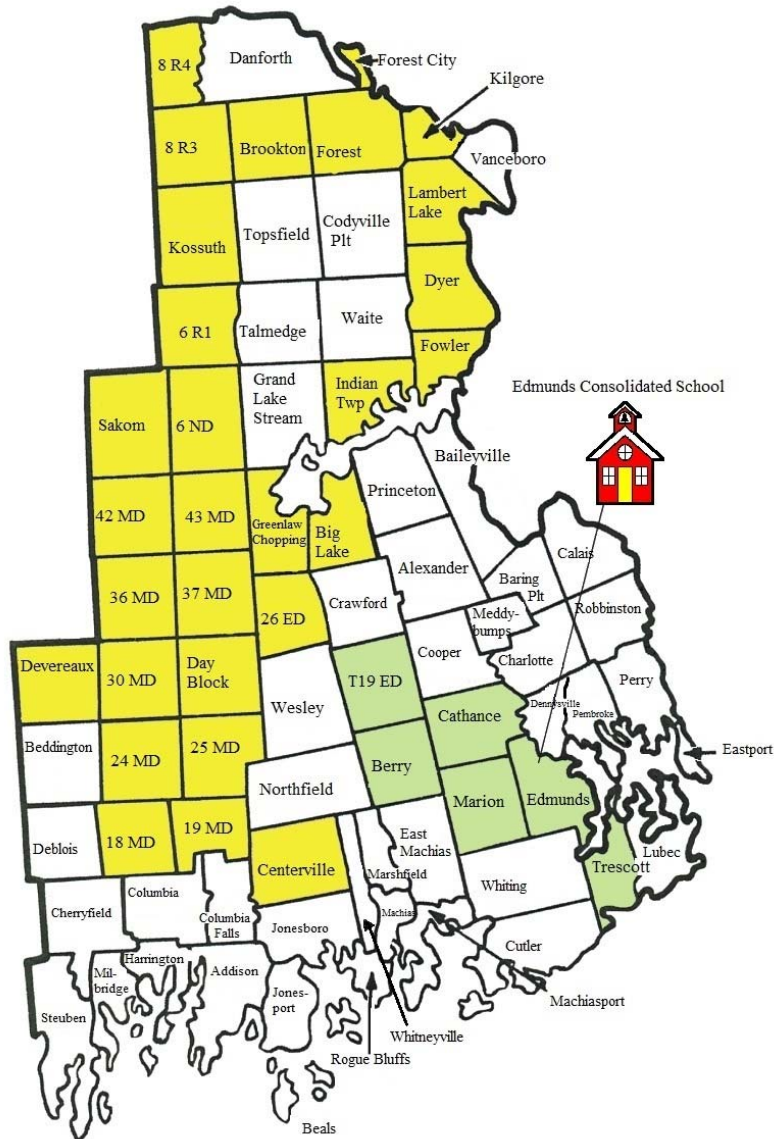 8 R4
Danforth
Forest City
Kilgore
8 R3
Brookton
Forest
Vanceboro
Lambert
Lake
Kossuth
Topsfield
Codyville
Plt
Dyer
6 R1
Talmedge
Waite
Fowler
Sakom
6 ND
Grand
Lake
Stream
Indian
Twp
Edmunds Consolidated School
Baileyville
Princeton
42 MD
43 MD
Greenlaw
Chopping
Big
Lake
Alexander
Calais
Baring
Plt
36 MD
37 MD
26 ED
Crawford
Meddy-
bumps
Robbinston
Cooper
Charlotte
Devereaux
30 MD
Day
Block
Wesley
T19 ED
Perry
Dennysville
Pembroke
Cathance
Beddington
24 MD
25 MD
Berry
Eastport
Northfield
Marion
Edmunds
Deblois
18 MD
19 MD
East
Machias
Lubec
Centerville
Marshfield
Trescott
Whiting
Cherryfield
Columbia
Columbia
Falls
Machias
Jonesboro
Cutler
Harrington
Mil-
bridge
Addison
Jones-
port
Machiasport
Steuben
Whitneyville
Rogue Bluffs
Beals